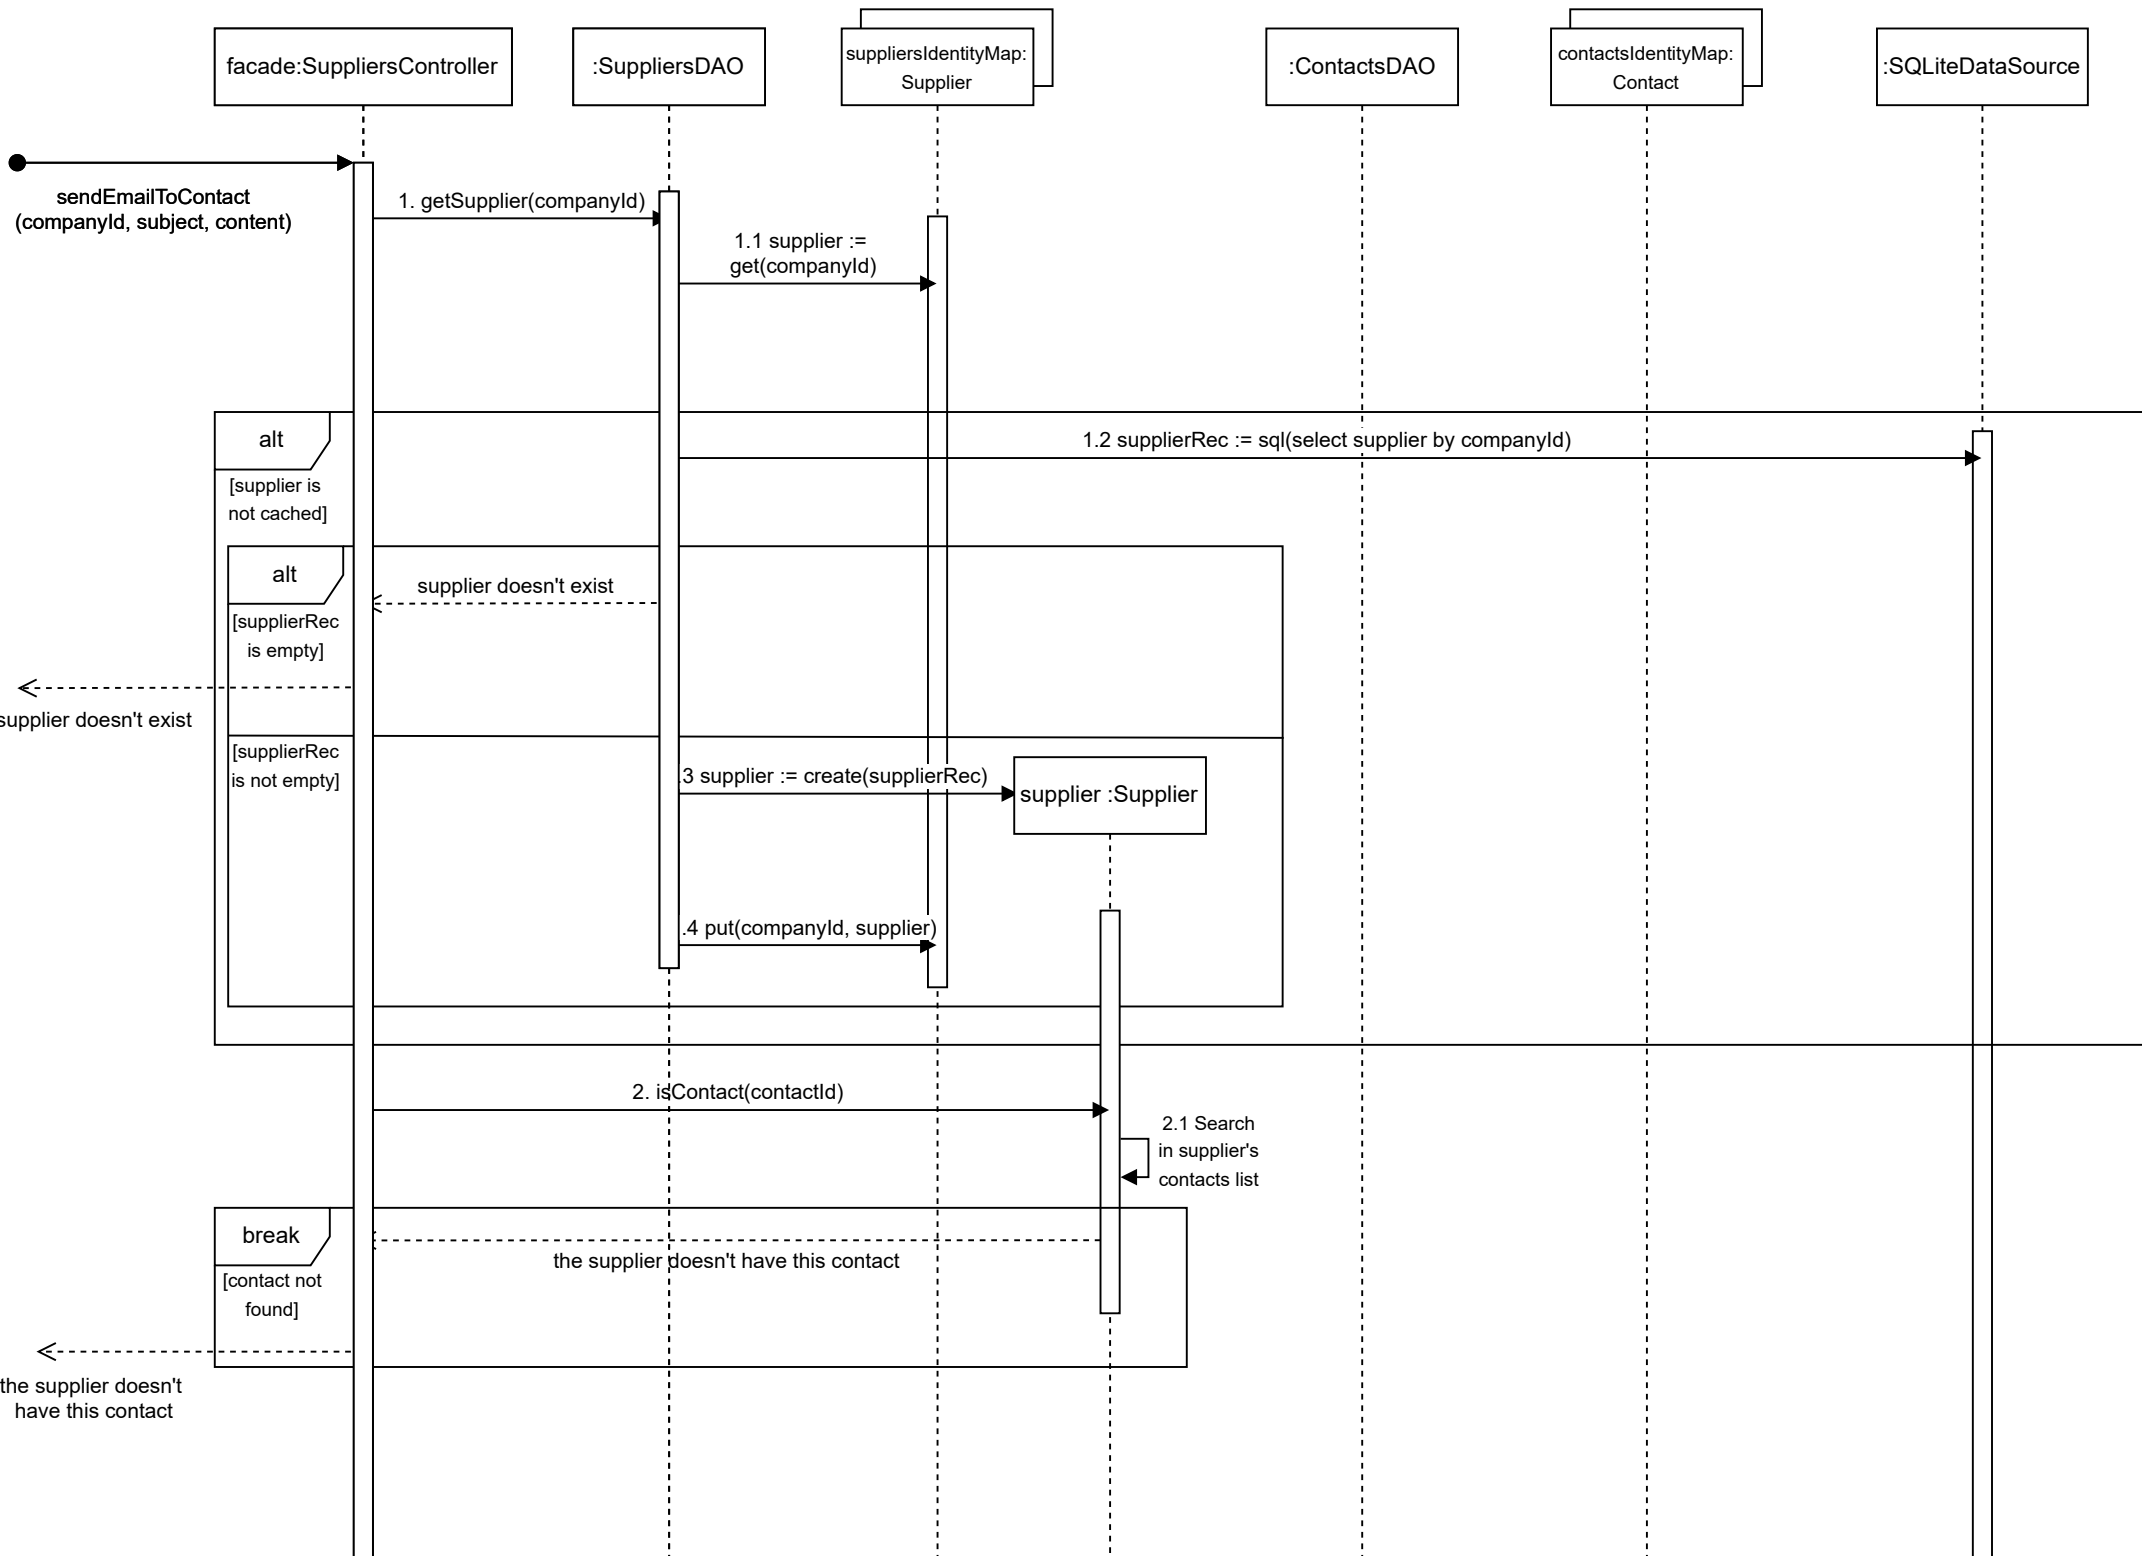 facade:SuppliersController
:SuppliersDAO
suppliersIdentityMap:
Supplier
:ContactsDAO
contactsIdentityMap:
Contact
:SQLiteDataSource
sendEmailToContact
(companyId, subject, content)
1. getSupplier(companyId)
1.1 supplier :=
get(companyId)
alt
1.2 supplierRec := sql(select supplier by companyId)
[supplier is
not cached]
alt
supplier doesn't exist
[supplierRec
is empty]
supplier doesn't exist
[supplierRec
is not empty]
.3 supplier := create(supplierRec)
supplier :Supplier
.4 put(companyId, supplier)
2. isContact(contactId)
2.1 Search
in supplier's
contacts list
break
the supplier doesn't have this contact
[contact not
found]
the supplier doesn't
have this contact